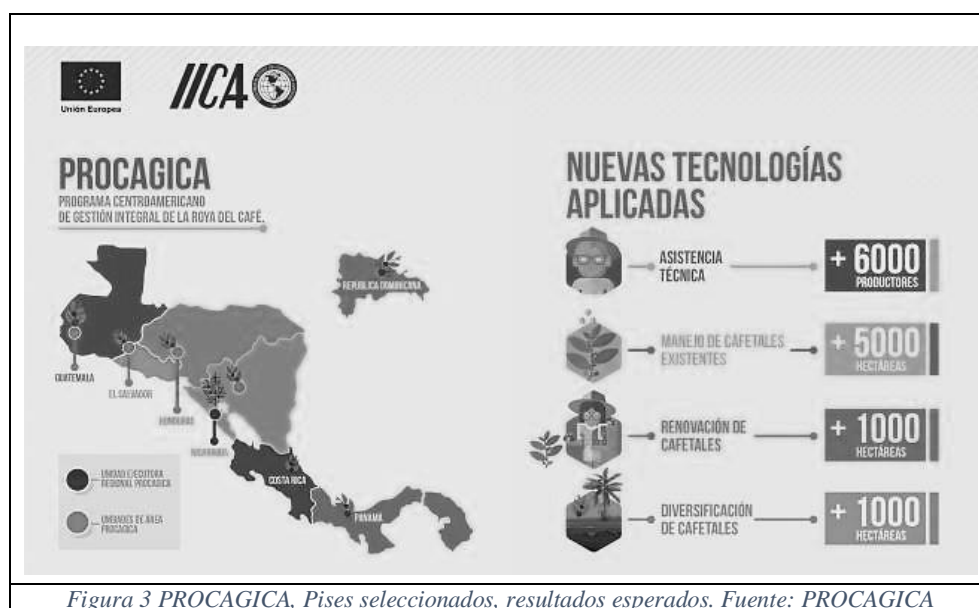 Unión Europea
IICA
PROCAGICA
PROGRAMA CENTROAMERICANO
DE GESTIÓN INTEGRAL DE LA ROYA DEL CAFÉ.
REPÚBLICA DOMINICANA
GUATEMALA
EL SALVADOR
HONDURAS
NICARAGUA
COSTA RICA
PANAMÁ
UNIDAD EJECUTORA
REGIONAL PROCAGICA
UNIDADES DE ÁREA
PROCAGICA
NUEVAS TECNOLOGÍAS
APLICADAS
ASISTENCIA
TÉCNICA
+ 6000
PRODUCTORES
MANEJO DE CAFETALES
EXISTENTES
+ 5000
HECTÁREAS
RENOVACIÓN DE
CAFETALES
+ 1000
HECTÁREAS
DIVERSIFICACIÓN
DE CAFETALES
+ 1000
HECTÁREAS
Figura 3 PROCAGICA, Pises seleccionados, resultados esperados. Fuente: PROCAGICA